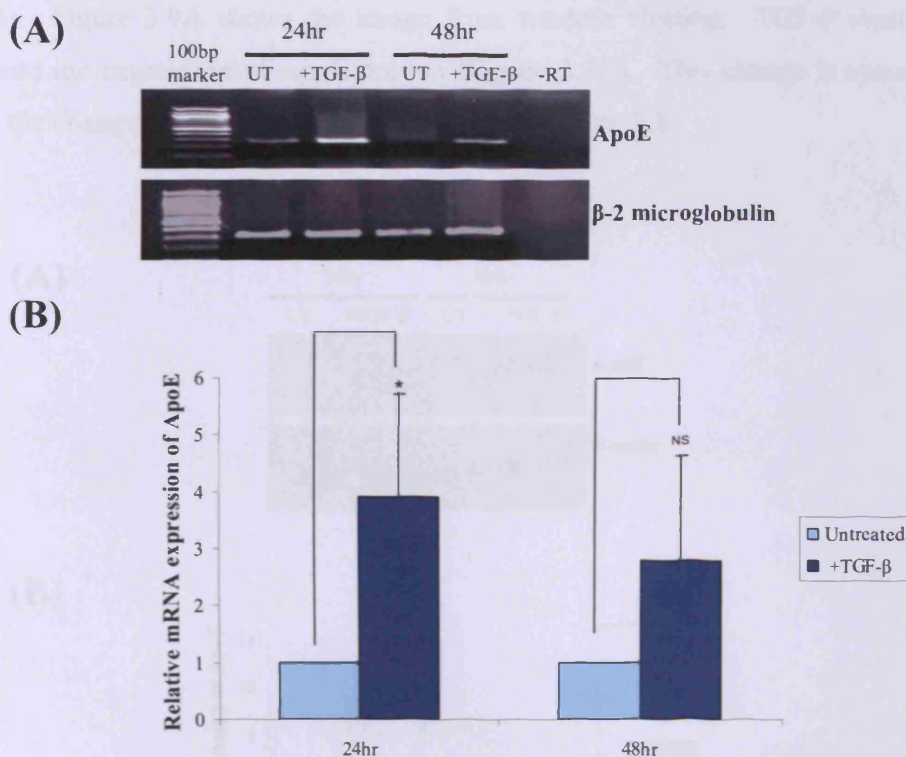 (A)
24hr 48hr
100bp marker UT +TGF-β UT +TGF-β -RT
ApoE
β-2 microglobulin
(B)
Relative mRNA expression of ApoE
6
5
4
3
2
1
0
*
NS
Untreated
+TGF-β
24hr 48hr